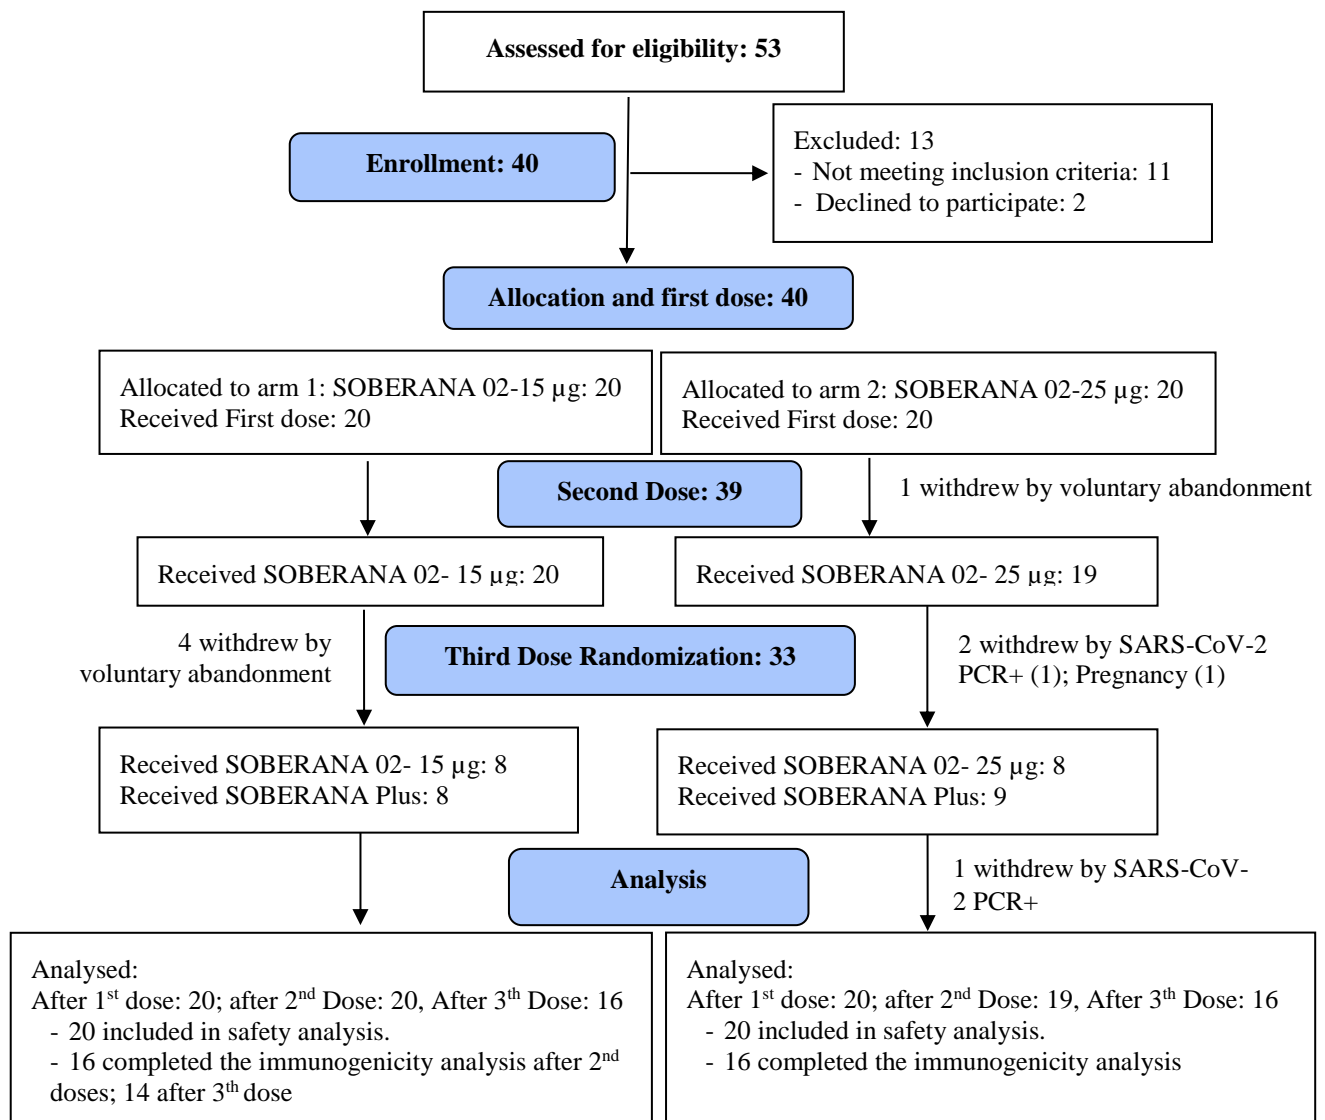 Assessed for eligibility: 53
Enrollment: 40
Excluded: 13
- Not meeting inclusion criteria: 11
- Declined to participate: 2
Allocation and first dose: 40
Allocated to arm 1: SOBERANA 02-15 µg: 20
Received First dose: 20
Allocated to arm 2: SOBERANA 02-25 µg: 20
Received First dose: 20
Second Dose: 39
1 withdrew by voluntary abandonment
Received SOBERANA 02- 15 µg: 20
Received SOBERANA 02- 25 µg: 19
4 withdrew by
voluntary abandonment
Third Dose Randomization: 33
2 withdrew by SARS-CoV-2
PCR+ (1); Pregnancy (1)
Received SOBERANA 02- 15 µg: 8
Received SOBERANA Plus: 8
Received SOBERANA 02- 25 µg: 8
Received SOBERANA Plus: 9
Analysis
1 withdrew by SARS-CoV-
2 PCR+
Analysed:
After 1st dose: 20; after 2nd Dose: 20, After 3th Dose: 16
- 20 included in safety analysis.
- 16 completed the immunogenicity analysis after 2nd
doses; 14 after 3th dose
Analysed:
After 1st dose: 20; after 2nd Dose: 19, After 3th Dose: 16
- 20 included in safety analysis.
- 16 completed the immunogenicity analysis